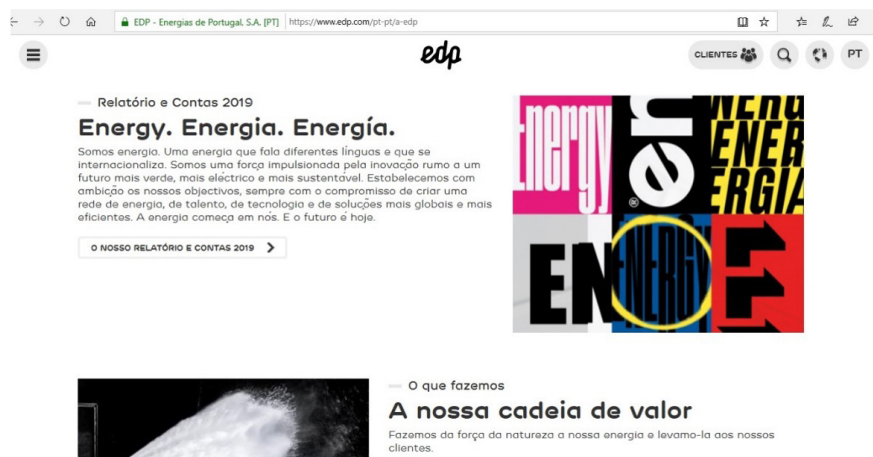 EDP - Energias de Portugal, S.A. [PT] https://www.edp.com/pt-pt/a-edp
edp
CLIENTES
PT
Relatório e Contas 2019
Energy. Energia. Energía.
Somos energia. Uma energia que fala diferentes línguas e que se
internacionaliza. Somos uma força impulsionada pela inovação rumo a um
futuro mais verde, mais eléctrico e mais sustentável. Estabelecemos com
ambição os nossos objectivos, sempre com o compromisso de criar uma
rede de energia, de talento, de tecnologia e de soluções mais globais e mais
eficientes. A energia começa em nós. E o futuro é hoje.
O NOSSO RELATÓRIO E CONTAS 2019
Energy
en
ENER
ERGIA
EN
ENERGY
O que fazemos
A nossa cadeia de valor
Fazemos da força da natureza a nossa energia e levamo-la aos nossos
clientes.